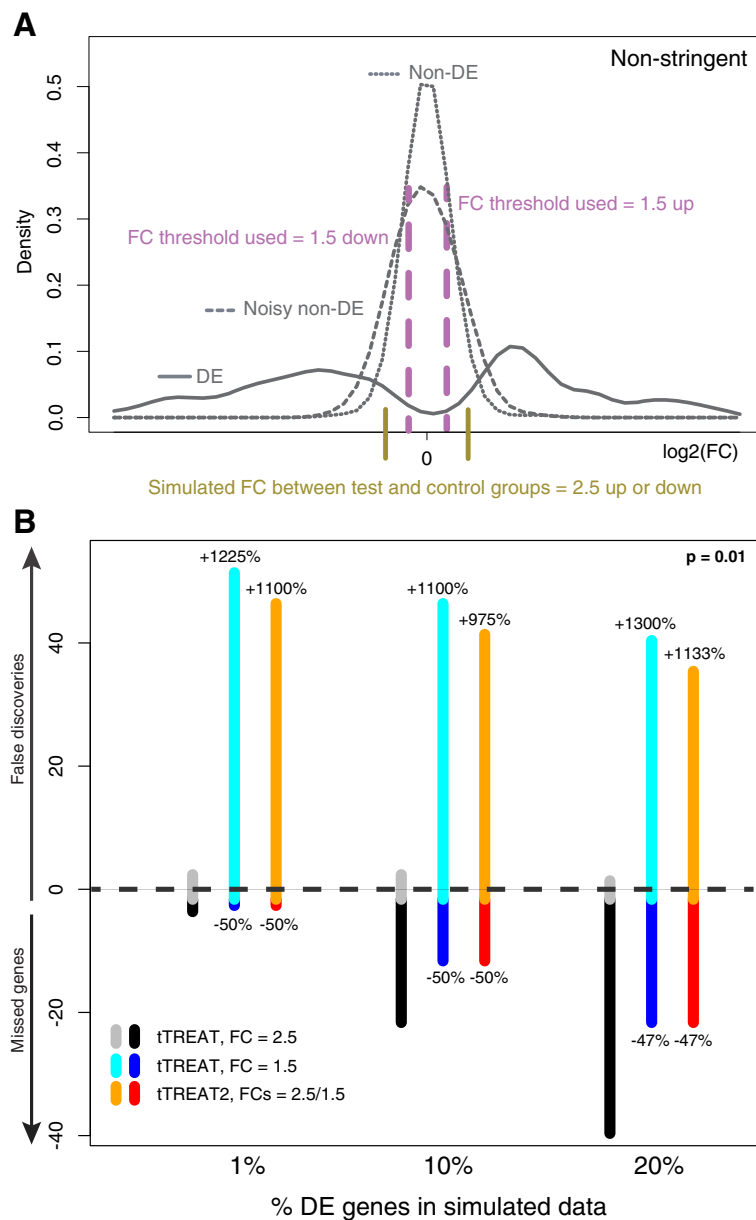 A
Non-stringent
Non-DE
FC threshold used = 1.5 up
FC threshold used = 1.5 down
Noisy non-DE
DE
Density
0.5
0.4
0.3
0.2
0.1
0.0
0
log2(FC)
Simulated FC between test and control groups = 2.5 up or down
B
p = 0.01
+1225%
+1100%
+1100%
+975%
+1300%
+1133%
False discoveries
Missed genes
40
20
0
-20
-40
-50%
-50%
-50%
-50%
-47%
-47%
tTREAT, FC = 2.5
tTREAT, FC = 1.5
tTREAT2, FCs = 2.5/1.5
1%
10%
20%
% DE genes in simulated data